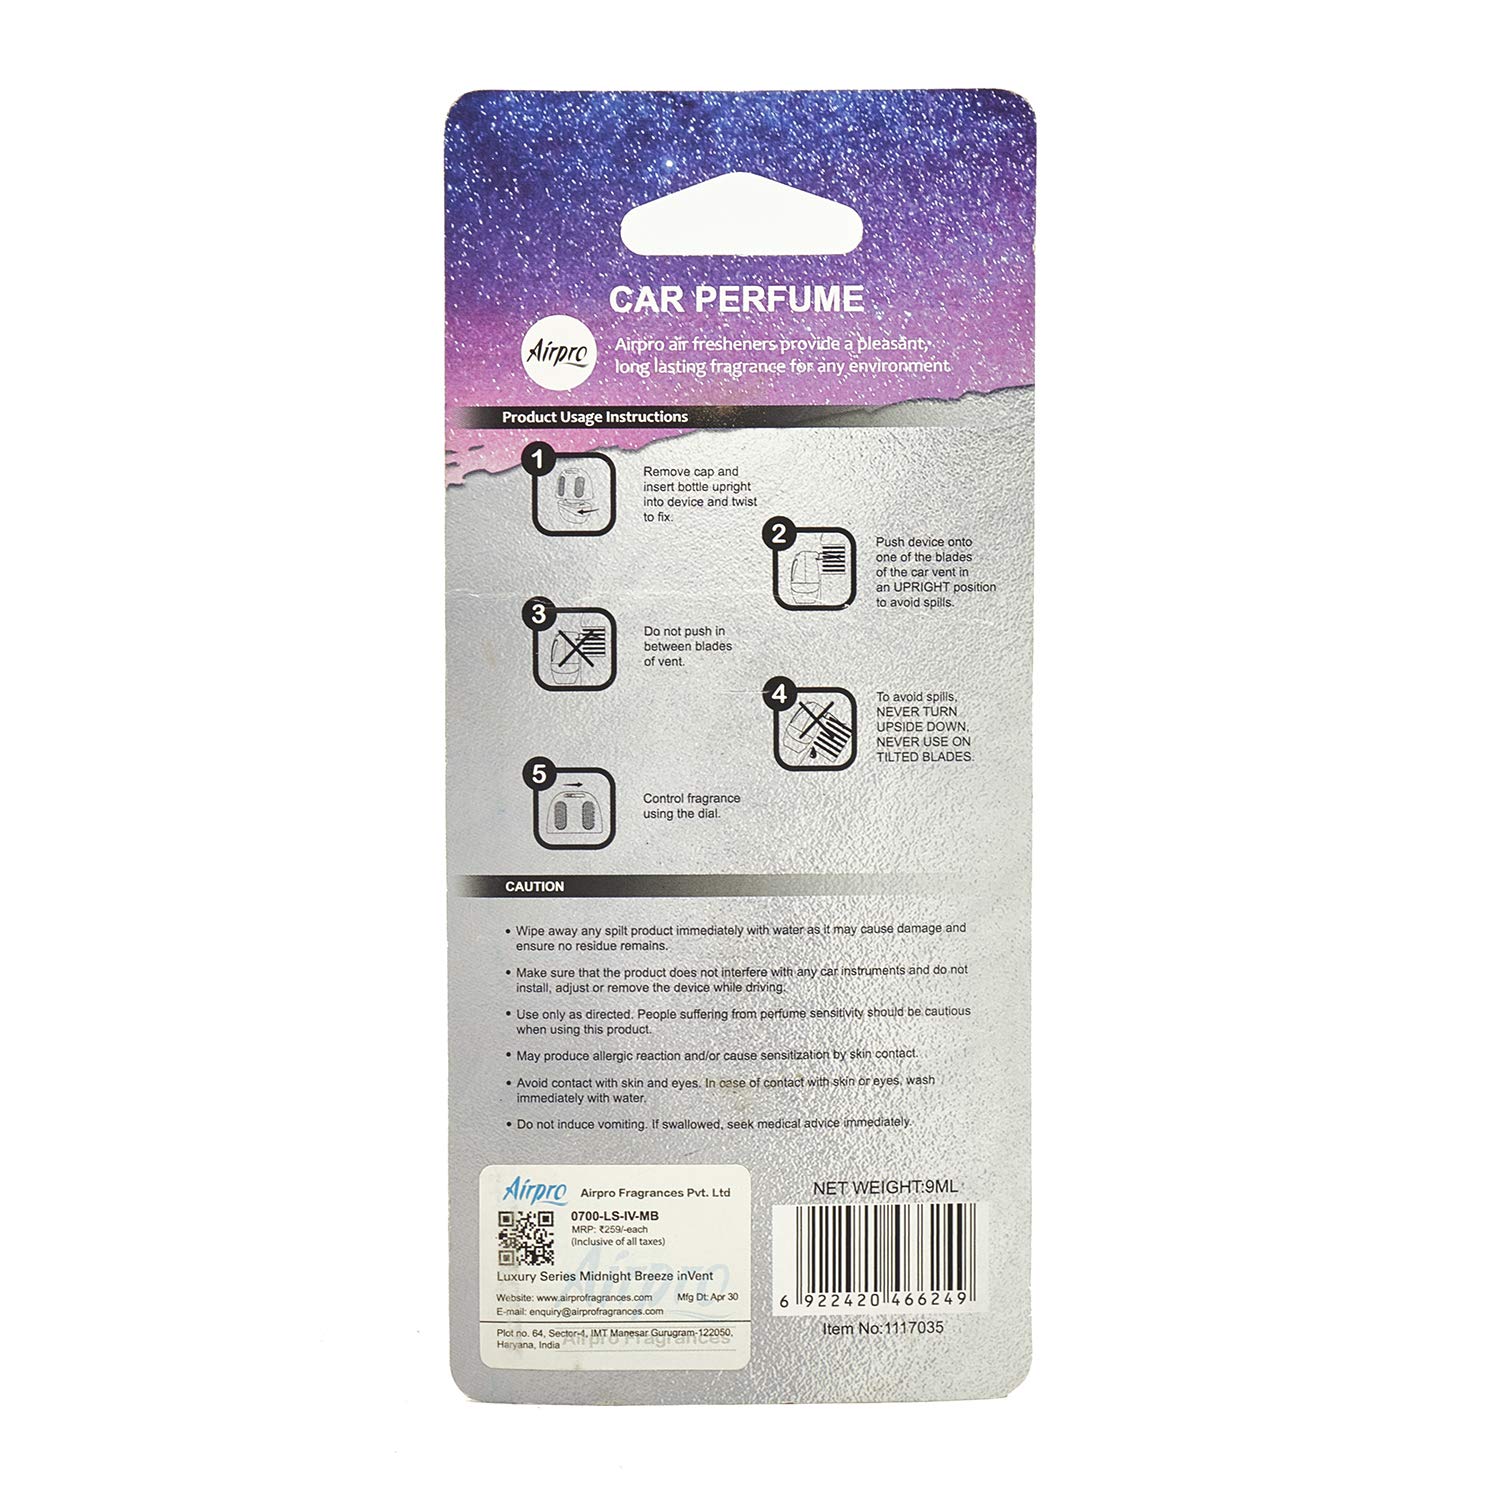 CAR PERFUME
Airpro
Airpro air fresheners provide a pleasant,
long lasting fragrance for any environment
Product Usage Instructions
1
Remove cap and
insert bottle upright
into device and twist
to fix.
2
Push device onto
one of the blades
of the car vent in
an UPRIGHT position
to avoid spills.
3
Do not push in
between blades
of vent.
4
To avoid spills,
NEVER TURN
UPSIDE DOWN,
NEVER USE ON
TILTED BLADES.
5
Control fragrance
using the dial.
CAUTION
• Wipe away any spilt product immediately with water as it may cause damage and
ensure no residue remains.
• Make sure that the product does not interfere with any car instruments and do not
install, adjust or remove the device while driving.
• Use only as directed. People suffering from perfume sensitivity should be cautious
when using this product.
• May produce allergic reaction and/or cause sensitization by skin contact.
• Avoid contact with skin and eyes. In case of contact with skin or eyes, wash
immediately with water.
• Do not induce vomiting. If swallowed, seek medical advice immediately.
Airpro Airpro Fragrances Pvt. Ltd
0700-LS-IV-MB
MRP: ₹259/-each
(Inclusive of all taxes)
Airpro
Luxury Series Midnight Breeze inVent
Website: www.airprofragrances.com Mfg Dt: Apr 30
E-mail: enquiry@airprofragrances.com
Plot no. 64, Sector-4, IMT Manesar Gurugram-122050,
Haryana, India
Airpro Fragrances
NET WEIGHT:9ML
6 922420 466249
Item No:1117035